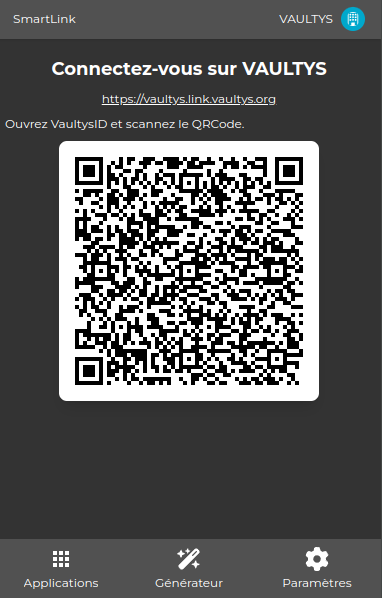 SmartLink
VAULTYS
Connectez-vous sur VAULTYS
https://vaultys.link.vaultys.org
Ouvrez VaultysID et scannez le QRCode.
Applications
Générateur
Paramètres